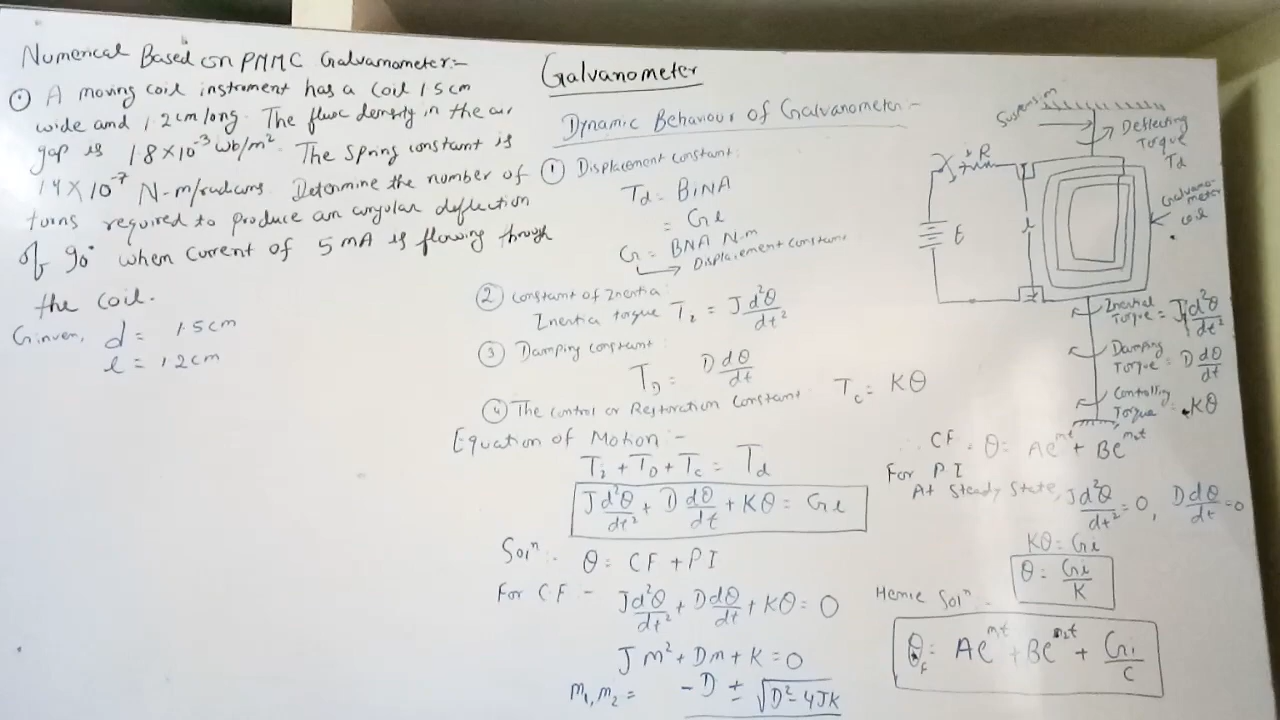 Numerical Based on PMMC Galvanometer:-
① A moving coil instrument has a coil 1.5cm
wide and 1.2cm long. The flux density in the air
gap is 1.8×10⁻³ wb/m². The Spring constant is
14×10⁻⁷ N-m/radians. Determine the number of
turns required to produce an angular deflection
of 90° when current of 5mA is flowing through
the coil.
Given, d = 1.5cm
l = 1.2cm
Galvanometer
Dynamic Behaviour of Galvanometer -
① Displacement constant:
Td = BiNA
= Gi
G = BNA N.m
→ Displacement constant
② Constant of Inertia:
Inertia torque Tⱼ = J d²θ/dt²
③ Damping constant:
T_D = D dθ/dt
④ The control or Restoration Constant Tc = Kθ
Equation of Motion:-
Tⱼ + T_D + Tc = Td
J d²θ/dt² + D dθ/dt + Kθ = Gi
Solⁿ:- θ = CF + PI
For C.F - J d²θ/dt² + D dθ/dt + Kθ = 0
Jm² + Dm + K = 0
m₁, m₂ = -D ± √D²-4JK
Suspension
Deflecting
Torque
Td
i R
E
l
Galvano-
meter
coil
Inertial
Torque = J d²θ/dt²
Damping
Torque = D dθ/dt
Controlling
Torque = Kθ
∴ CF = θ = Ae^m₁t + Be^m₂t
For P I
At Steady State, J d²θ/dt² = 0, D dθ/dt = 0
Kθ = Gi
θ = Gi/K
Hence Solⁿ -
θ_F = Ae^m₁t + Be^m₂t + Gi/C